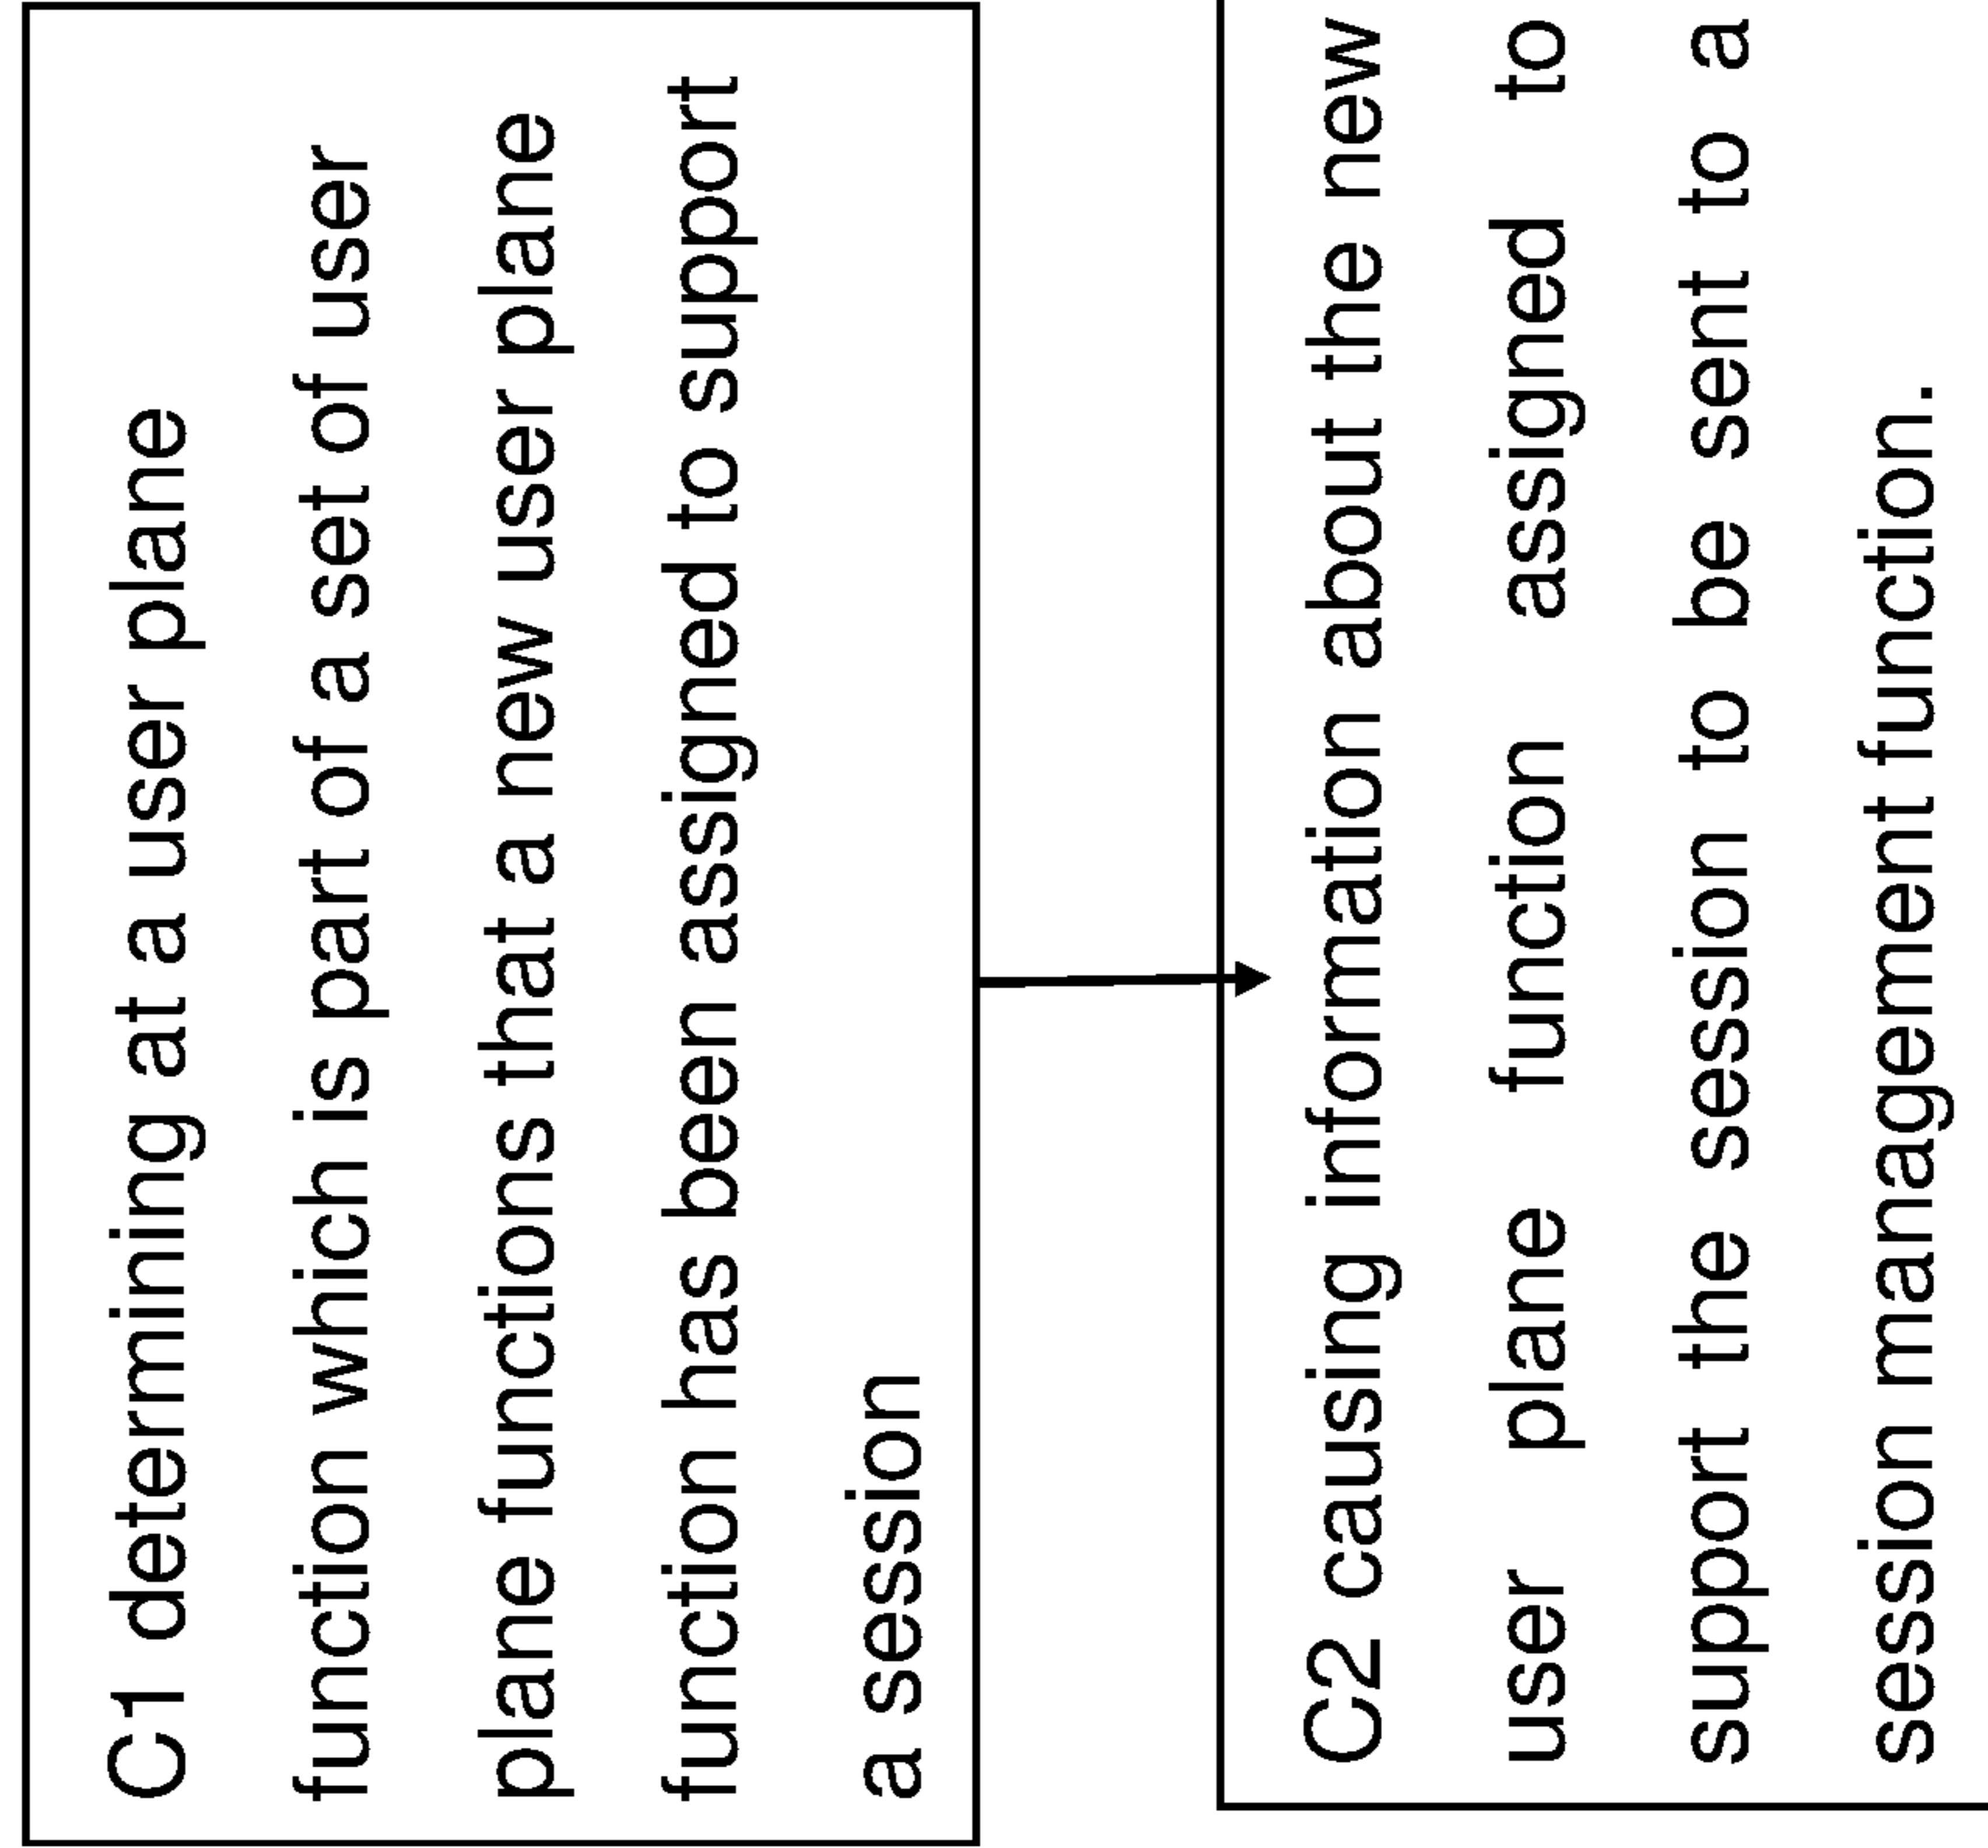 C1 determining at a user plane
function which is part of a set of user
plane functions that a new user plane
function has been assigned to support
a session
C2 causing information about the new
user plane function assigned to
support the session to be sent to a
session management function.